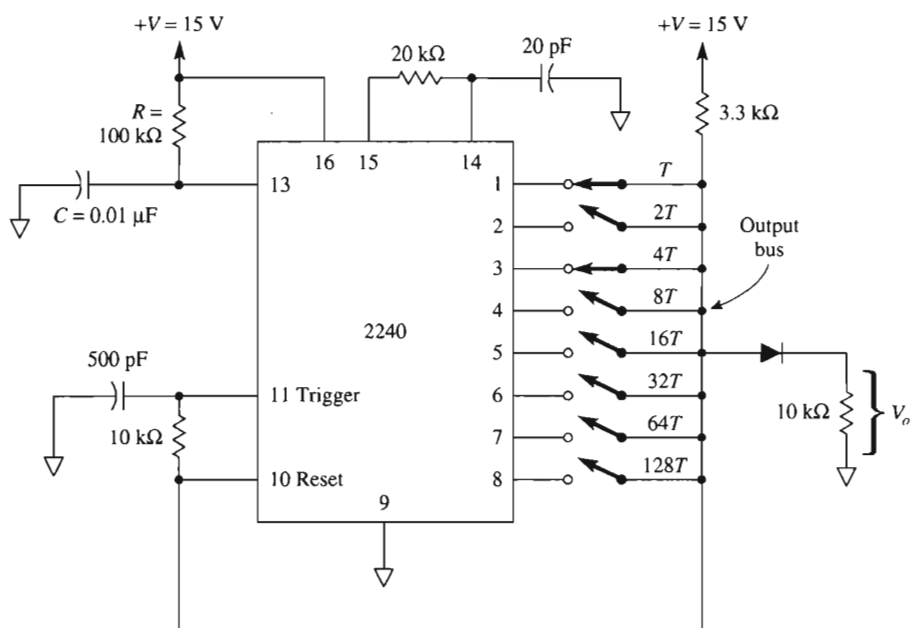 +V = 15 V
+V = 15 V
20 kΩ
20 pF
R =
100 kΩ
3.3 kΩ
16
15
14
13
C = 0.01 μF
1
T
2
2T
3
4T
4
8T
5
16T
6
32T
7
64T
8
128T
Output
bus
2240
500 pF
11 Trigger
10 kΩ
10 Reset
9
10 kΩ
Vo